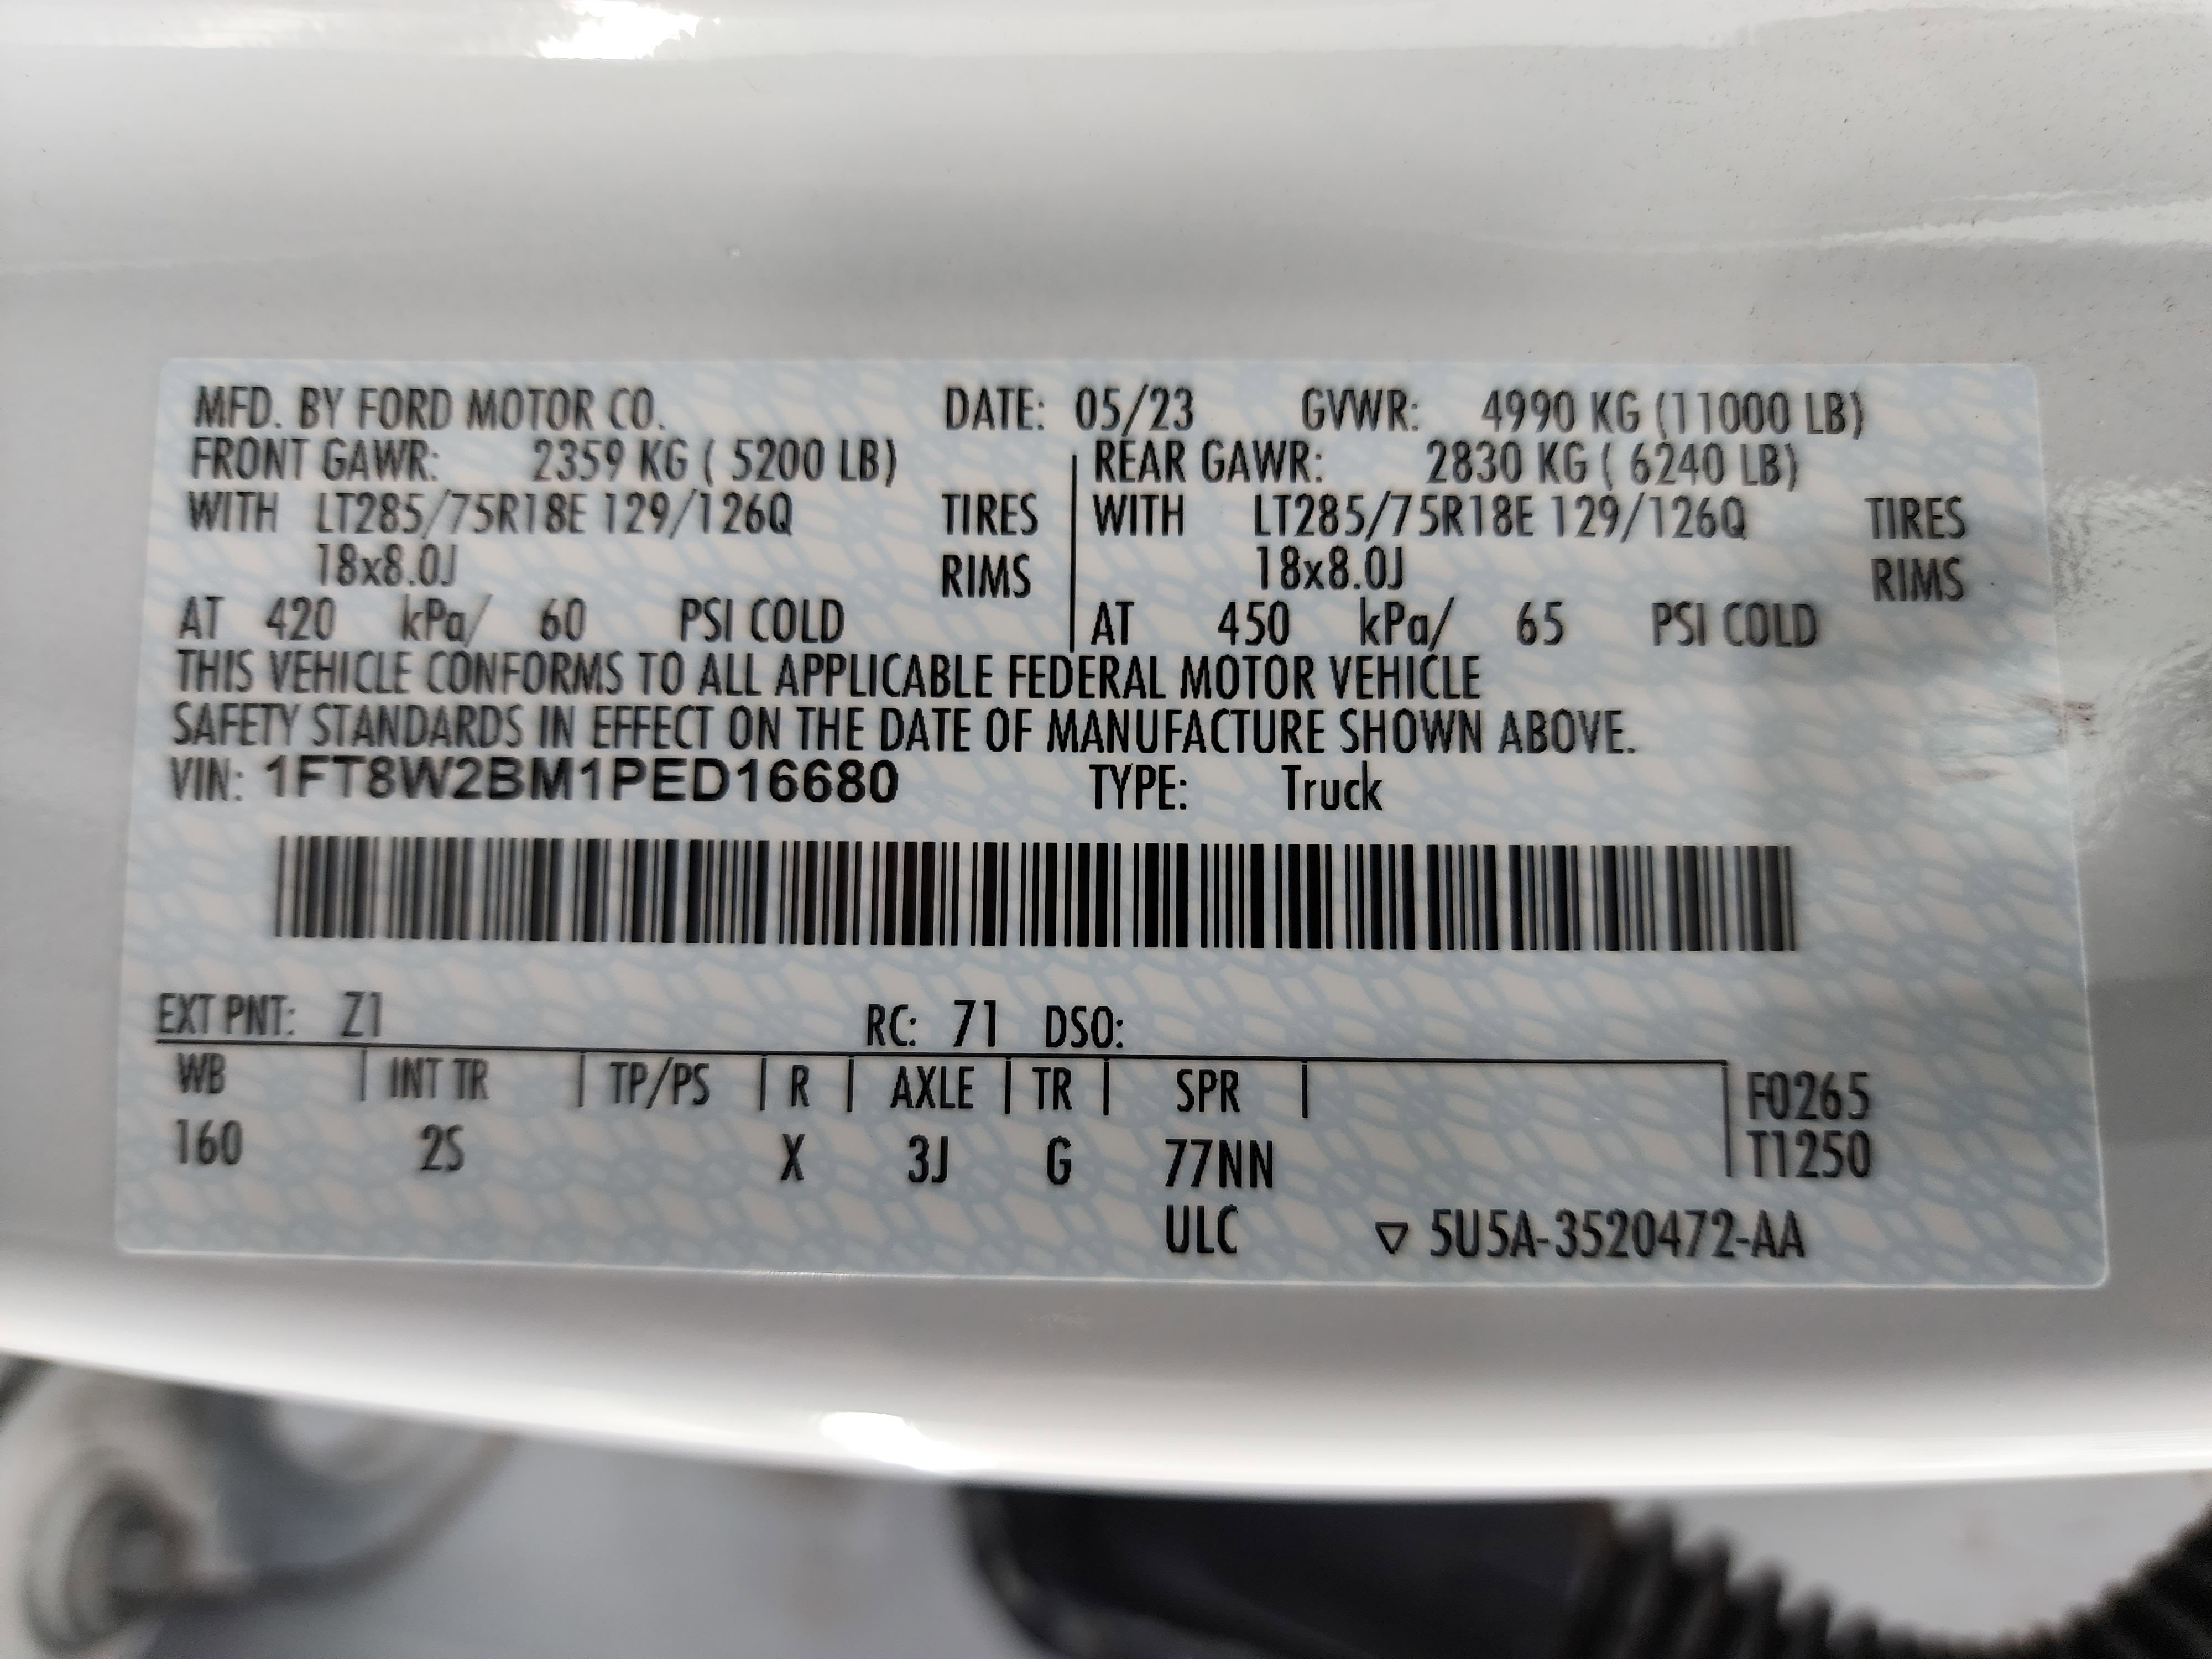 MFD. BY FORD MOTOR CO. DATE: 05/23 GVWR: 4990 KG (11000 LB)
FRONT GAWR: 2359 KG ( 5200 LB) REAR GAWR: 2830 KG ( 6240 LB)
WITH LT285/75R18E 129/126Q TIRES WITH LT285/75R18E 129/126Q TIRES
18x8.0J RIMS 18x8.0J RIMS
AT 420 kPa/ 60 PSI COLD AT 450 kPa/ 65 PSI COLD
THIS VEHICLE CONFORMS TO ALL APPLICABLE FEDERAL MOTOR VEHICLE
SAFETY STANDARDS IN EFFECT ON THE DATE OF MANUFACTURE SHOWN ABOVE.
VIN: 1FT8W2BM1PED16680 TYPE: Truck
EXT PNT: Z1 RC: 71 DSO:
WB INT TR TP/PS R AXLE TR SPR F0265
160 2S X 3J G 77NN T1250
ULC ▽ 5U5A-3520472-AA